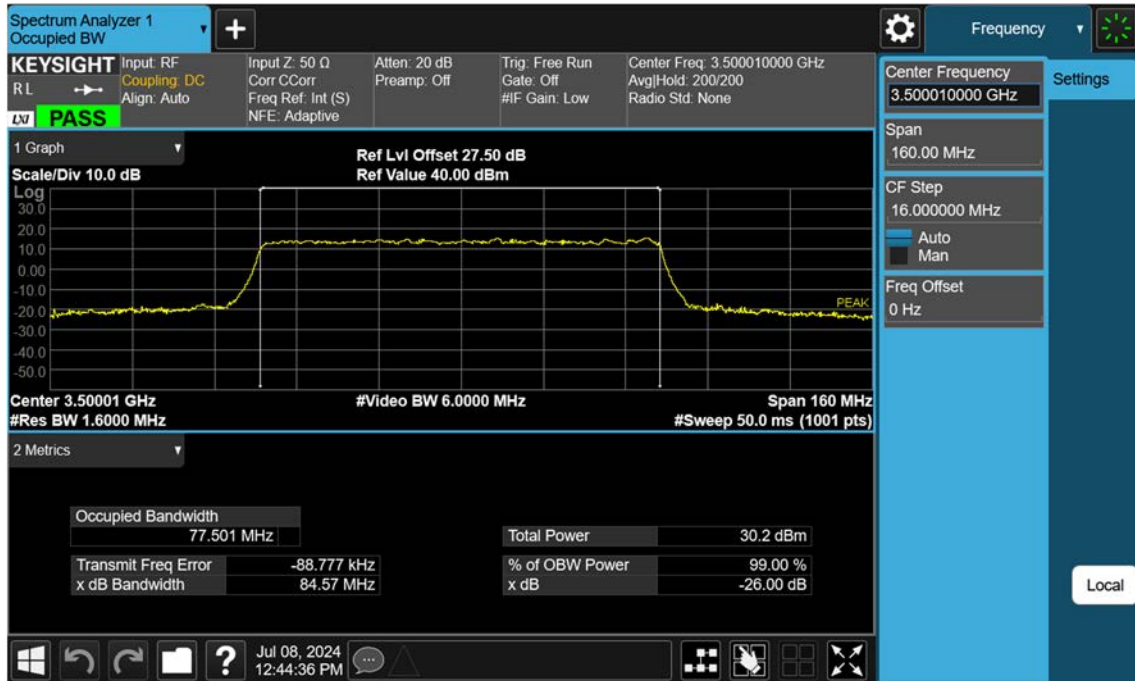 Spectrum Analyzer 1
Occupied BW
Frequency
KEYSIGHT
R L
LXI
PASS
Input: RF
Coupling: DC
Align: Auto
Input Z: 50 Ω
Corr CCorr
Freq Ref: Int (S)
NFE: Adaptive
Atten: 20 dB
Preamp: Off
Trig: Free Run
Gate: Off
#IF Gain: Low
Center Freq: 3.500010000 GHz
Avg|Hold: 200/200
Radio Std: None
1 Graph
Scale/Div 10.0 dB
Ref Lvl Offset 27.50 dB
Ref Value 40.00 dBm
Log
30.0
20.0
10.0
0.00
-10.0
-20.0
-30.0
-40.0
-50.0
PEAK
Center 3.50001 GHz
#Video BW 6.0000 MHz
Span 160 MHz
#Res BW 1.6000 MHz
#Sweep 50.0 ms (1001 pts)
2 Metrics
Occupied Bandwidth
77.501 MHz
Total Power 30.2 dBm
Transmit Freq Error -88.777 kHz
% of OBW Power 99.00 %
x dB Bandwidth 84.57 MHz
x dB -26.00 dB
Center Frequency
3.500010000 GHz
Span
160.00 MHz
CF Step
16.000000 MHz
Auto
Man
Freq Offset
0 Hz
Settings
Local
?
Jul 08, 2024
12:44:36 PM